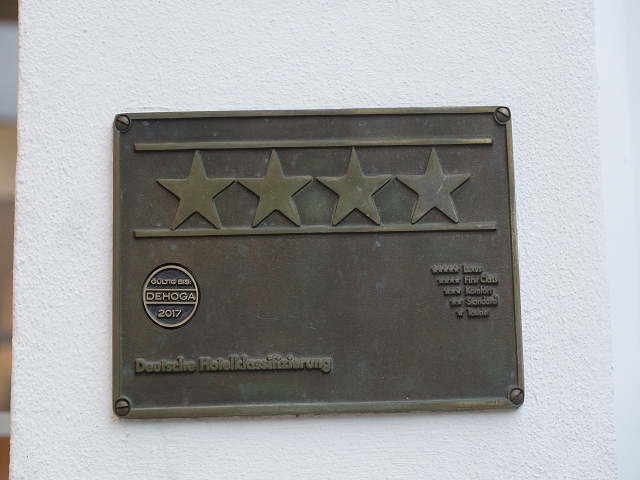 GÜLTIG BIS:
DEHOGA
2017
***** Luxus
**** First Class
*** Komfort
** Standard
* Tourist
Deutsche Hotelklassifizierung